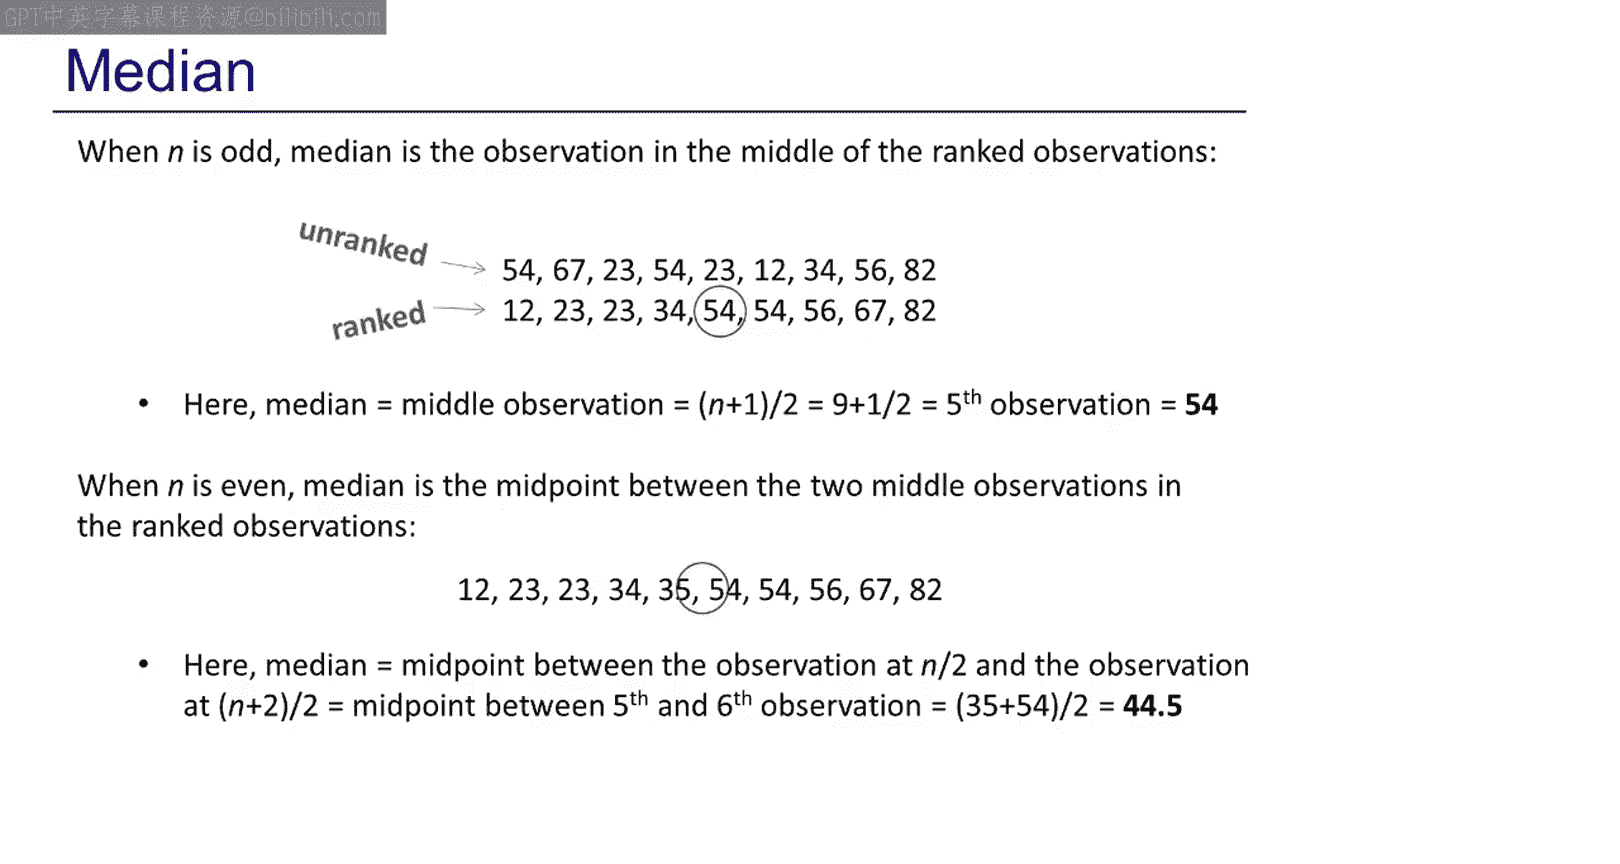 GPT中英字幕课程资源@bilibili.com
Median
When n is odd, median is the observation in the middle of the ranked observations:
unranked
54, 67, 23, 54, 23, 12, 34, 56, 82
ranked
12, 23, 23, 34, 54, 54, 56, 67, 82
• Here, median = middle observation = (n+1)/2 = 9+1/2 = 5th observation = 54
When n is even, median is the midpoint between the two middle observations in
the ranked observations:
12, 23, 23, 34, 35, 54, 54, 56, 67, 82
• Here, median = midpoint between the observation at n/2 and the observation
at (n+2)/2 = midpoint between 5th and 6th observation = (35+54)/2 = 44.5